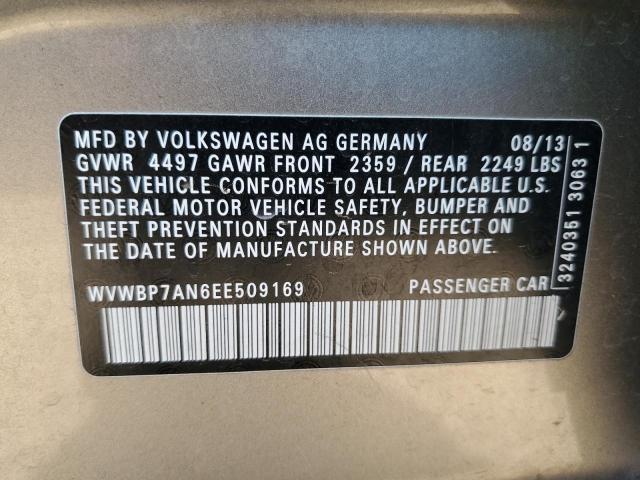 MFD BY VOLKSWAGEN AG GERMANY 08/13
GVWR 4497 GAWR FRONT 2359 / REAR 2249 LBS
THIS VEHICLE CONFORMS TO ALL APPLICABLE U.S.
FEDERAL MOTOR VEHICLE SAFETY, BUMPER AND
THEFT PREVENTION STANDARDS IN EFFECT ON
THE DATE OF MANUFACTURE SHOWN ABOVE.
WVWBP7AN6EE509169 PASSENGER CAR
3240351 3063 1